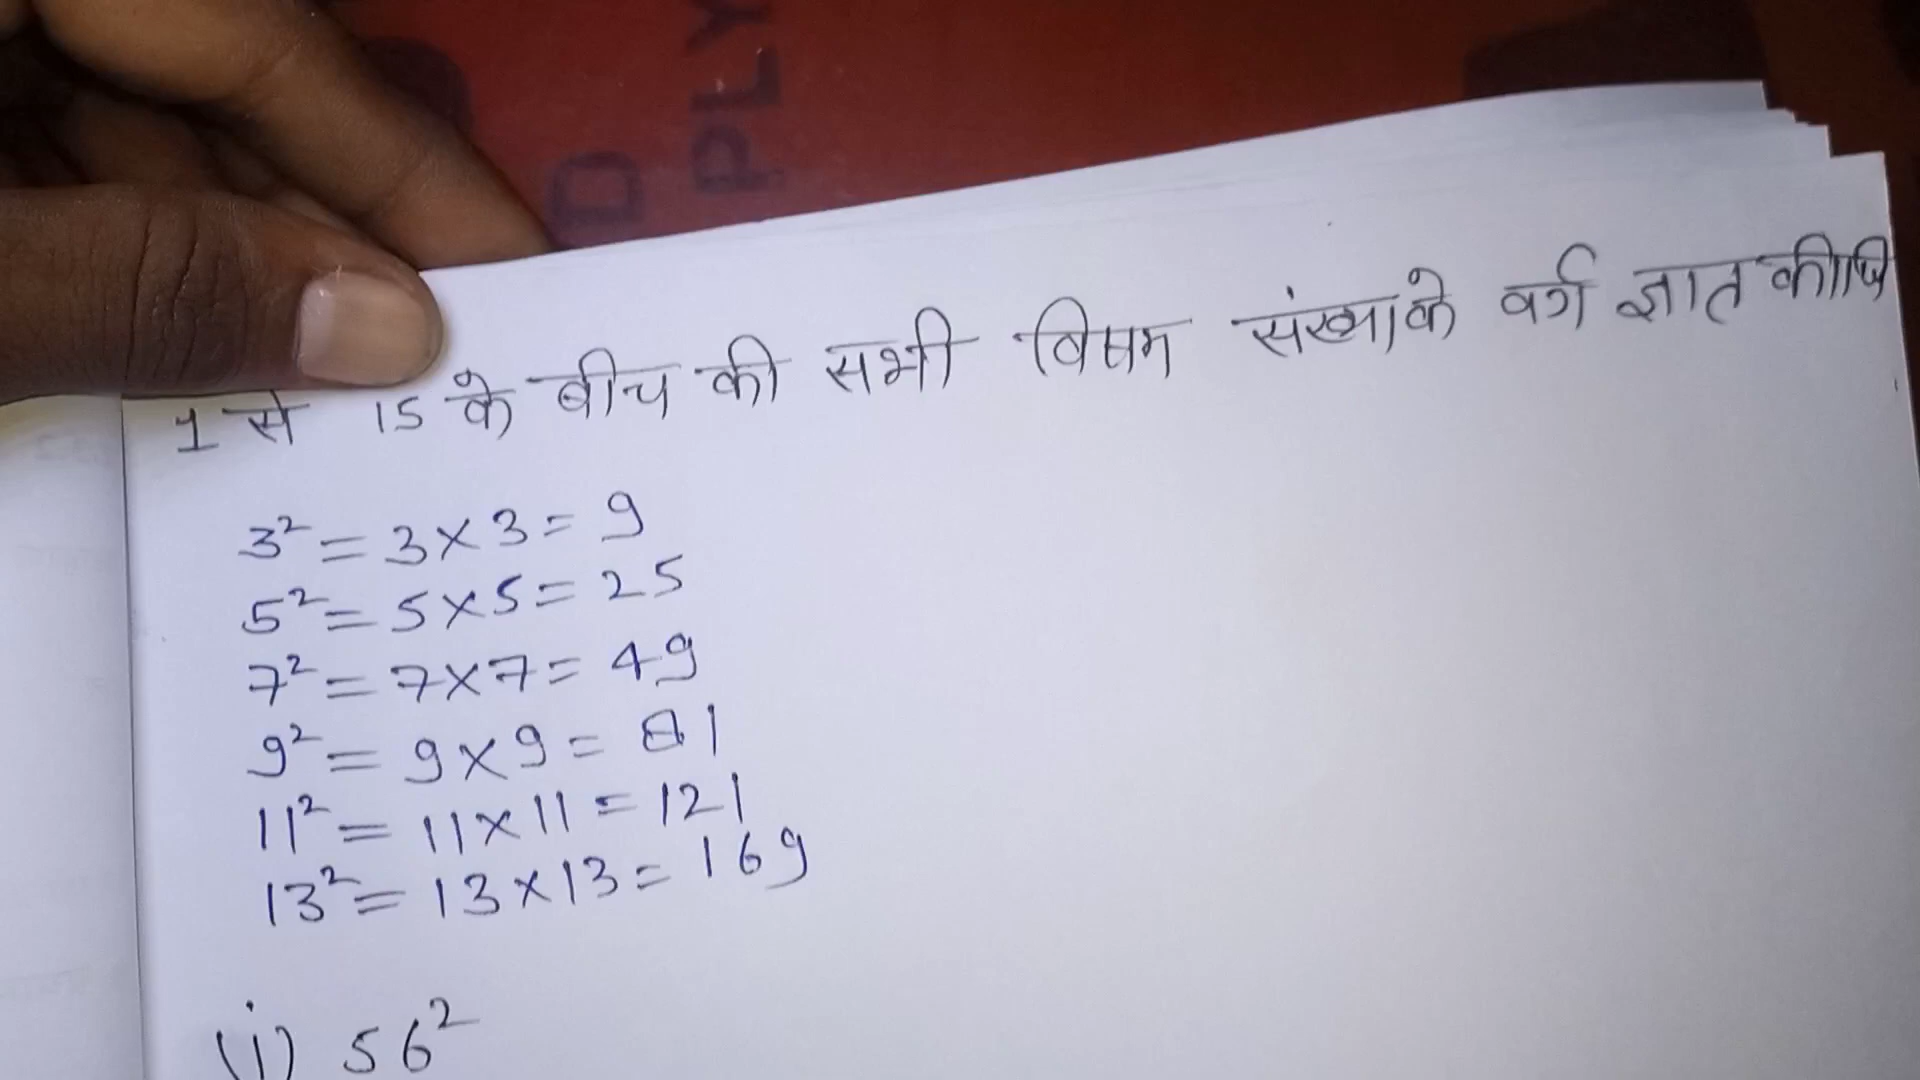 D
PLY
1 से 15 के बीच की सभी विषम संख्या के वर्ग ज्ञात कीजि
3² = 3×3 = 9
5² = 5×5 = 25
7² = 7×7 = 49
9² = 9×9 = 81
11² = 11×11 = 121
13² = 13×13 = 169
(i) 56²